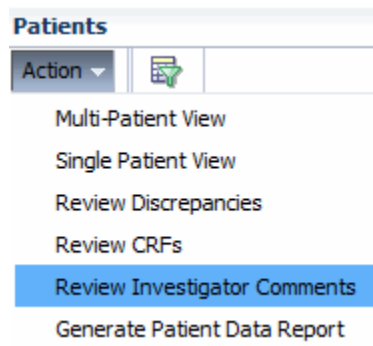 Patients
Action
Multi-Patient View
Single Patient View
Review Discrepancies
Review CRFs
Review Investigator Comments
Generate Patient Data Report